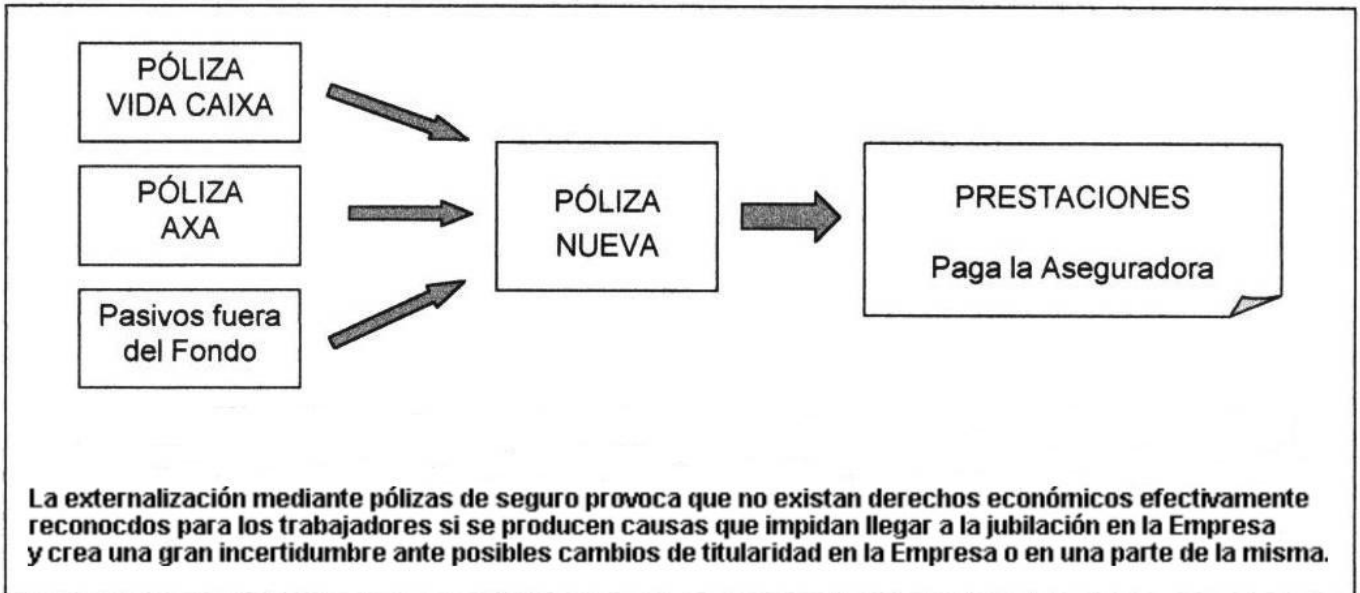 PÓLIZA
VIDA CAIXA
PÓLIZA
AXA
Pasivos fuera
del Fondo
PÓLIZA
NUEVA
PRESTACIONES
Paga la Aseguradora
La externalización mediante pólizas de seguro provoca que no existan derechos económicos efectivamente
reconocdos para los trabajadores si se producen causas que impidan llegar a la jubilación en la Empresa
y crea una gran incertidumbre ante posibles cambios de titularidad en la Empresa o en una parte de la misma.